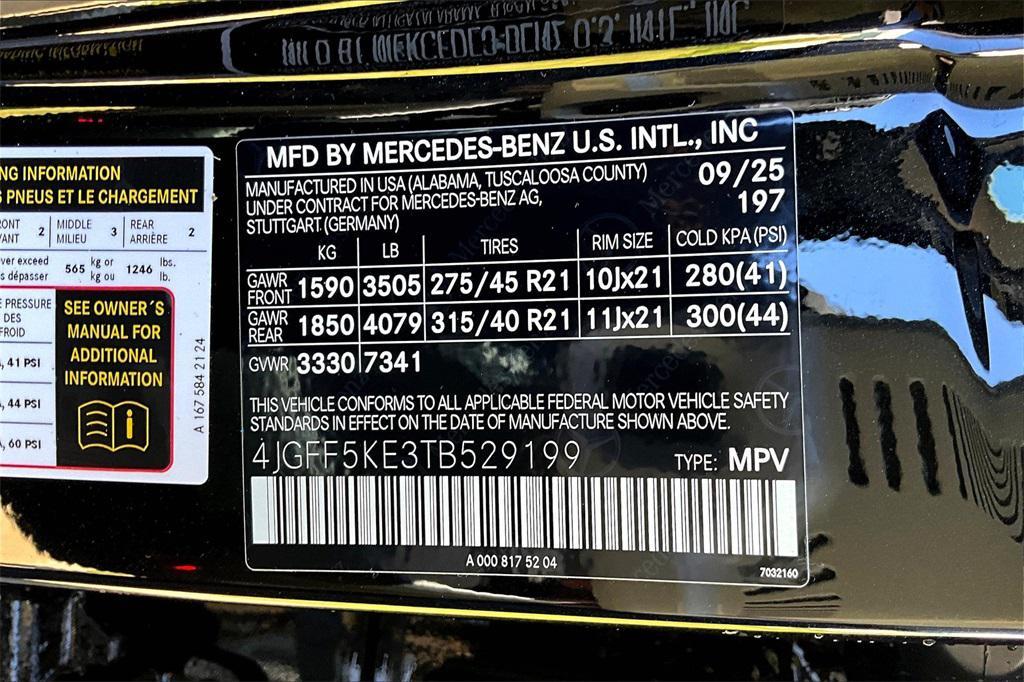 MFD BY MERCEDES-BENZ U.S. INTL., INC
MANUFACTURED IN USA (ALABAMA, TUSCALOOSA COUNTY)
UNDER CONTRACT FOR MERCEDES-BENZ AG,
STUTTGART (GERMANY)
09/25
197
KG LB TIRES RIM SIZE COLD KPA (PSI)
GAWR FRONT 1590 3505 275/45 R21 10Jx21 280(41)
GAWR REAR 1850 4079 315/40 R21 11Jx21 300(44)
GVWR 3330 7341
THIS VEHICLE CONFORMS TO ALL APPLICABLE FEDERAL MOTOR VEHICLE SAFETY
STANDARDS IN EFFECT ON THE DATE OF MANUFACTURE SHOWN ABOVE.
4JGFF5KE3TB529199
TYPE: MPV
A 000 817 52 04
7032160
INFORMATION
PNEUS ET LE CHARGEMENT
2 MIDDLE MILIEU 3 REAR ARRIÈRE 2
exceed
dépasser
565 kg or kg ou 1246 lbs. lb.
PRESSURE
DES
SEE OWNER´S
MANUAL FOR
ADDITIONAL
INFORMATION
41 PSI
44 PSI
60 PSI
A 167 584 21 24